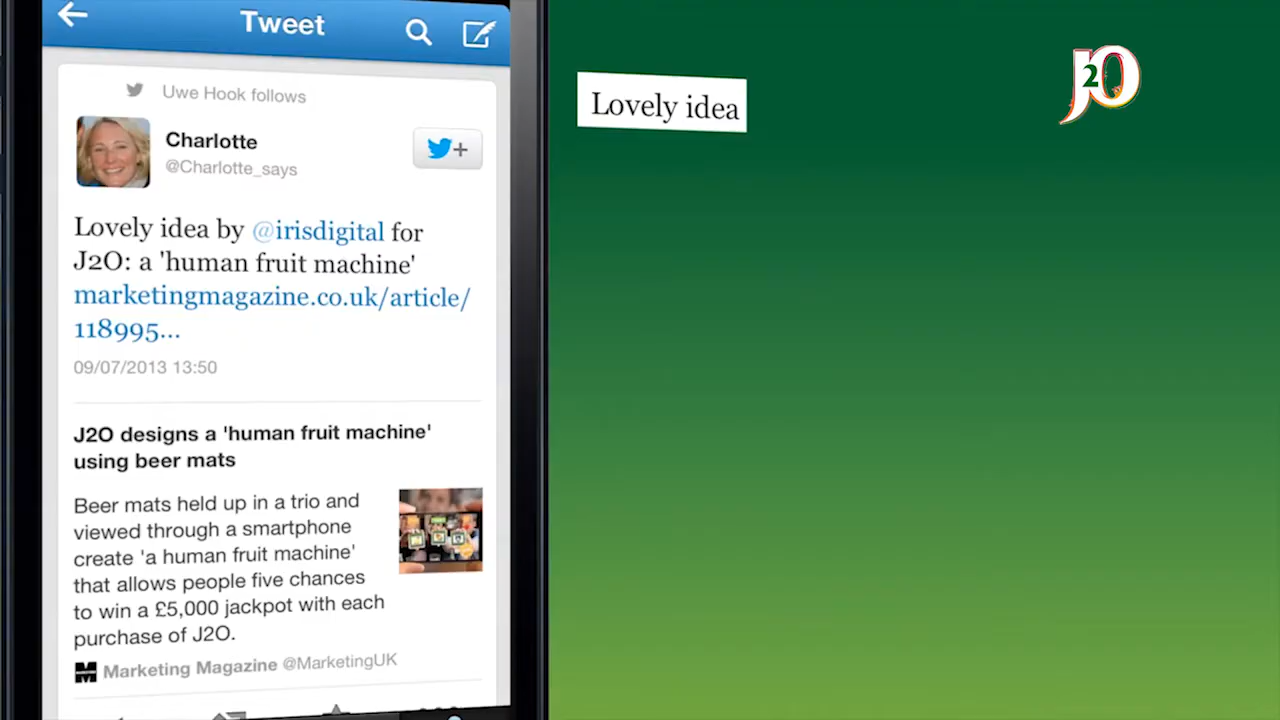 Tweet
Uwe Hook follows
Charlotte
@Charlotte_says
Lovely idea by @irisdigital for
J2O: a 'human fruit machine'
marketingmagazine.co.uk/article/
118995...
09/07/2013 13:50
J2O designs a 'human fruit machine'
using beer mats
Beer mats held up in a trio and
viewed through a smartphone
create 'a human fruit machine'
that allows people five chances
to win a £5,000 jackpot with each
purchase of J2O.
Marketing Magazine @MarketingUK
Lovely idea
J2O